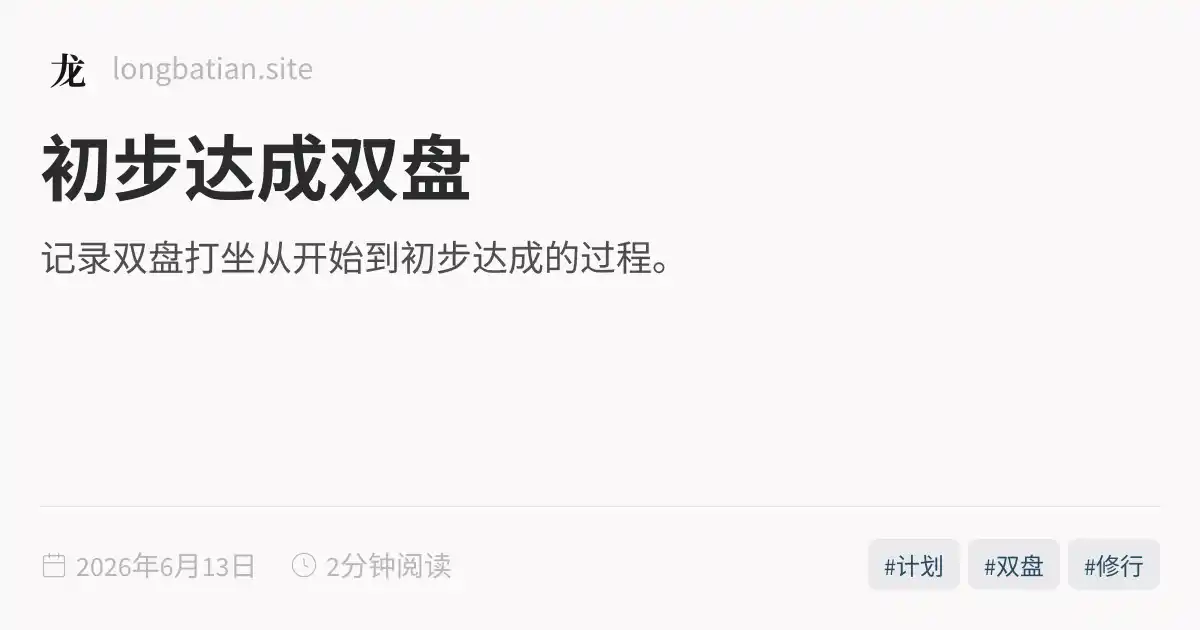 龙 longbatian.site
初步达成双盘
记录双盘打坐从开始到初步达成的过程。
2026年6月13日 2分钟阅读 #计划 #双盘 #修行